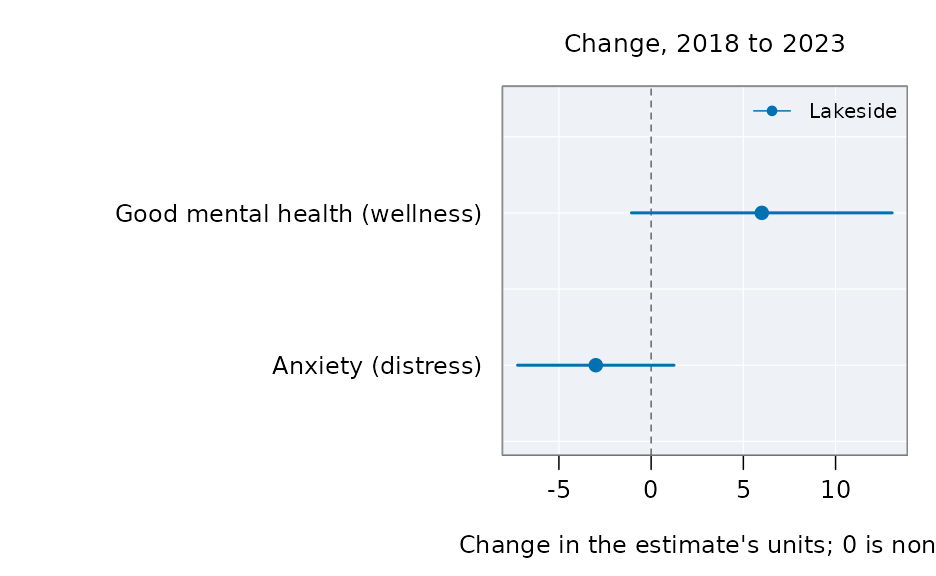 Change, 2018 to 2023
Lakeside
Good mental health (wellness)
Anxiety (distress)
-5 0 5 10
Change in the estimate's units; 0 is non